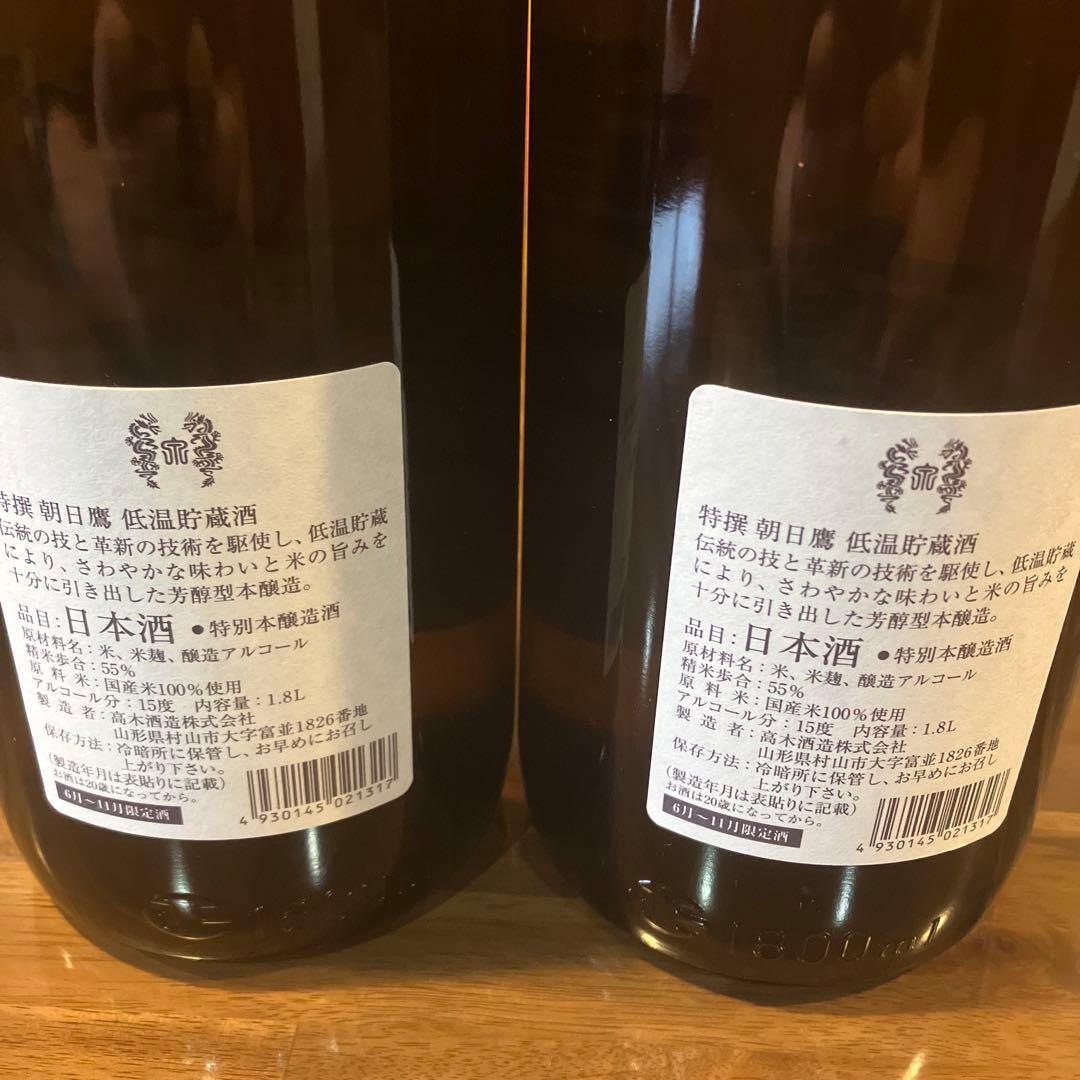 特撰 朝日鷹 低温貯蔵酒
伝統の技と革新の技術を駆使し、低温貯蔵
により、さわやかな味わいと米の旨みを
十分に引き出した芳醇型本醸造。
品目：日本酒 ●特別本醸造酒
原材料名：米、米麹、醸造アルコール
精米歩合：55%
原料米：国産米100%使用
アルコール分：15度 内容量：1.8L
製造者：高木酒造株式会社
山形県村山市大字富並1826番地
保存方法：冷暗所に保管し、お早めにお召し
上がり下さい。
(製造年月は表貼りに記載)
お酒は20歳になってから。
6月～11月限定酒
4 930145 021317
特撰 朝日鷹 低温貯蔵酒
伝統の技と革新の技術を駆使し、低温貯蔵
により、さわやかな味わいと米の旨みを
十分に引き出した芳醇型本醸造。
品目：日本酒 ●特別本醸造酒
原材料名：米、米麹、醸造アルコール
精米歩合：55%
原料米：国産米100%使用
アルコール分：15度 内容量：1.8L
製造者：高木酒造株式会社
山形県村山市大字富並1826番地
保存方法：冷暗所に保管し、お早めにお召し
上がり下さい。
(製造年月は表貼りに記載)
お酒は20歳になってから。
6月～11月限定酒
4 930145 021317
1800ml